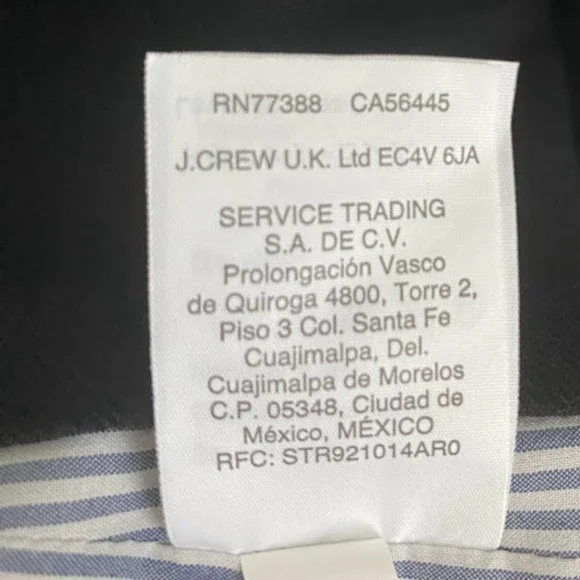 RN77388 CA56445
J.CREW U.K. Ltd EC4V 6JA
SERVICE TRADING
S.A. DE C.V.
Prolongación Vasco
de Quiroga 4800, Torre 2,
Piso 3 Col. Santa Fe
Cuajimalpa, Del.
Cuajimalpa de Morelos
C.P. 05348, Ciudad de
México, MÉXICO
RFC: STR921014AR0